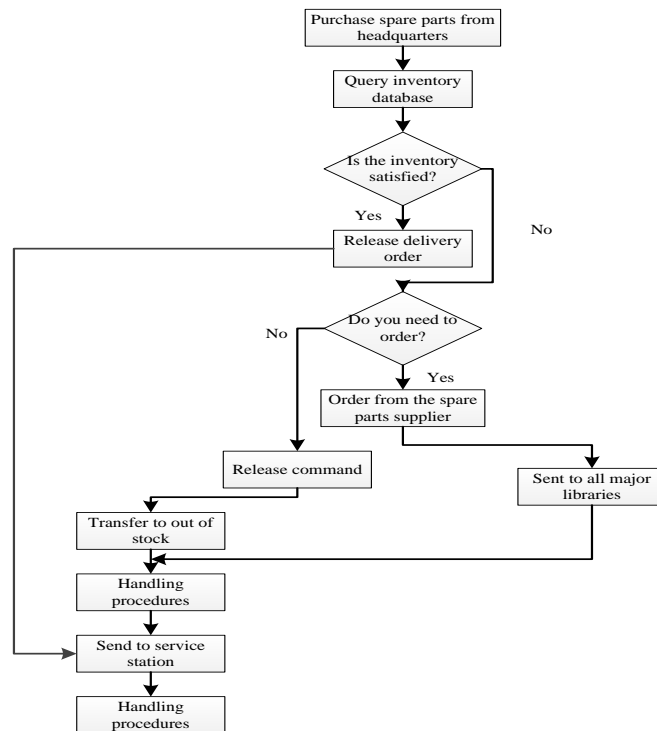 Purchase spare parts from
headquarters
Query inventory
database
Is the inventory
satisfied?
Yes
No
Release delivery
order
Do you need to
order?
No
Yes
Order from the spare
parts supplier
Release command
Sent to all major
libraries
Transfer to out of
stock
Handling
procedures
Send to service
station
Handling
procedures